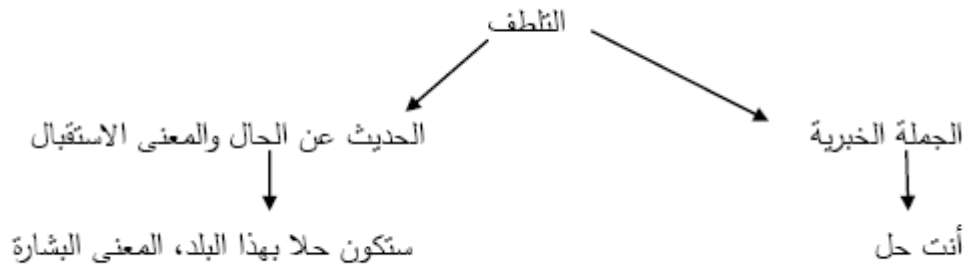 التلطف
الجملة الخبرية
الحديث عن الحال والمعنى الاستقبال
أنت حل
ستكون حلا بهذا البلد، المعنى البشارة